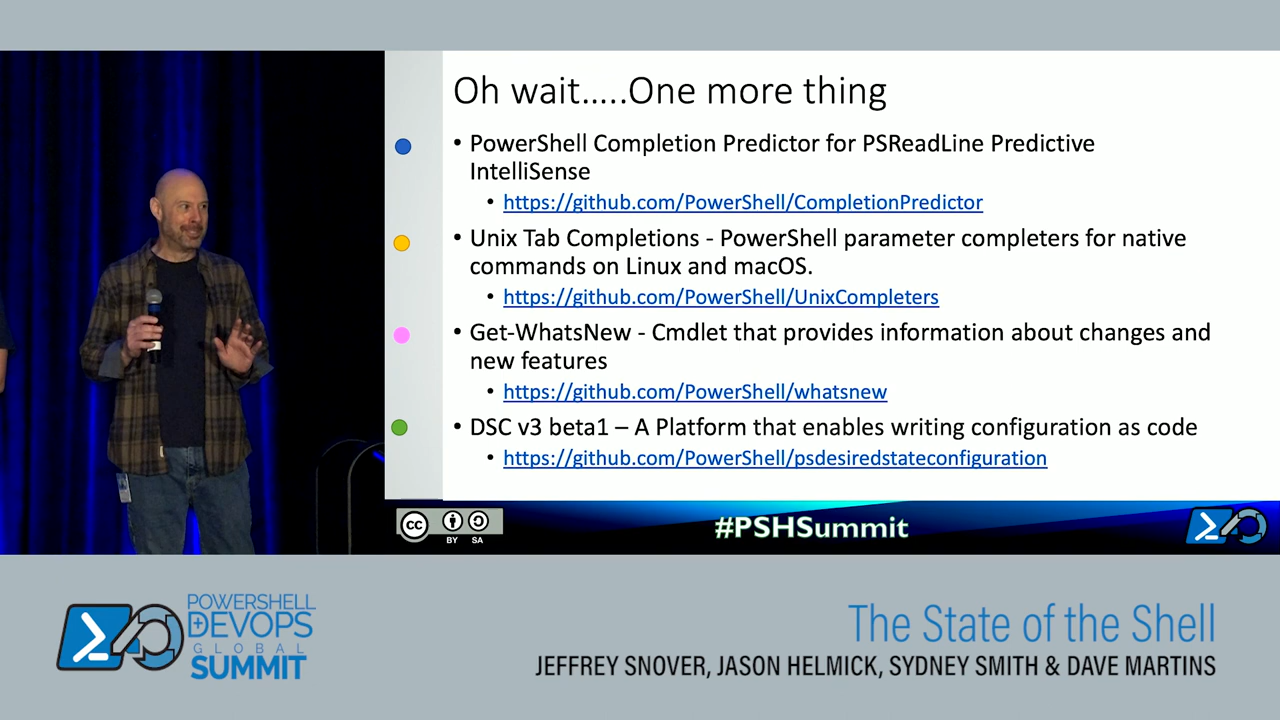 Oh wait.....One more thing
• PowerShell Completion Predictor for PSReadLine Predictive
IntelliSense
• https://github.com/PowerShell/CompletionPredictor
• Unix Tab Completions - PowerShell parameter completers for native
commands on Linux and macOS.
• https://github.com/PowerShell/UnixCompleters
• Get-WhatsNew - Cmdlet that provides information about changes and
new features
• https://github.com/PowerShell/whatsnew
• DSC v3 beta1 – A Platform that enables writing configuration as code
• https://github.com/PowerShell/psdesiredstateconfiguration
cc
BY SA
#PSHSummit
POWERSHELL
+DEVOPS
GLOBAL
SUMMIT
The State of the Shell
JEFFREY SNOVER, JASON HELMICK, SYDNEY SMITH & DAVE MARTINS